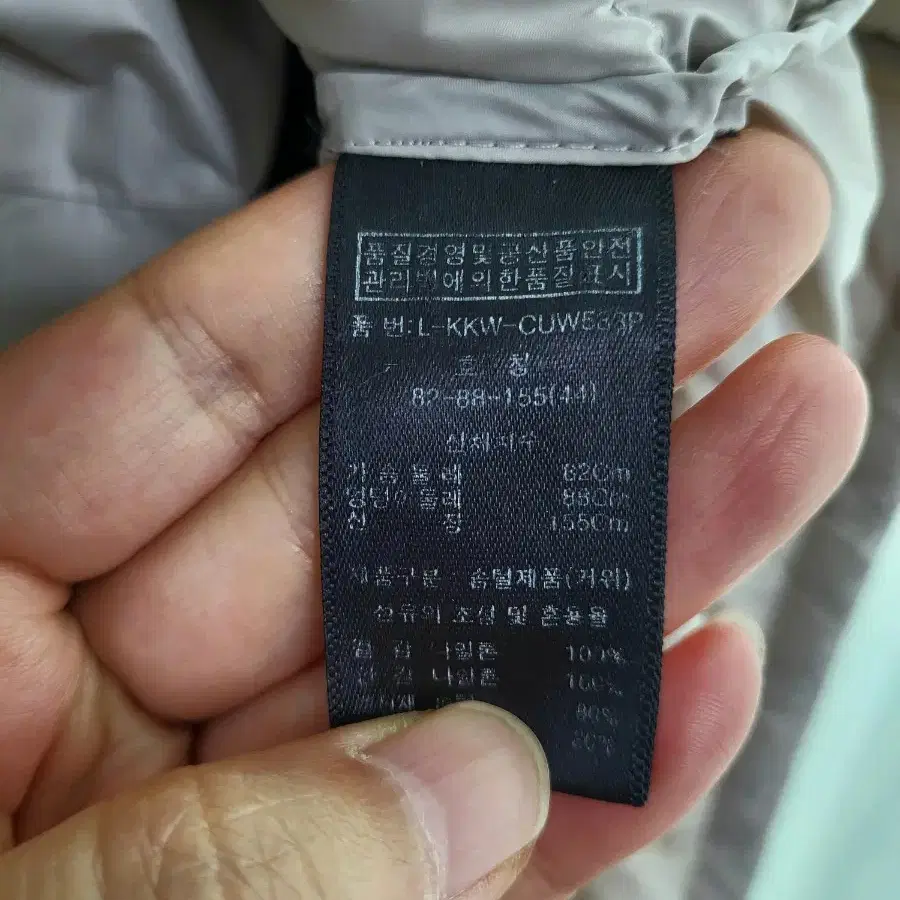 품질경영및공산품안전
관리법에의한품질표시
품 번:L-KKW-CUW533P
호 칭
82-88-155(44)
신체치수
가슴둘레 82Cm
엉덩이둘레 88Cm
신 장 155Cm
제품구분 솜털제품(거위)
섬유의 조성 및 혼용율
겉 감 나일론 100%
안 감 나일론 100%
80%
20%